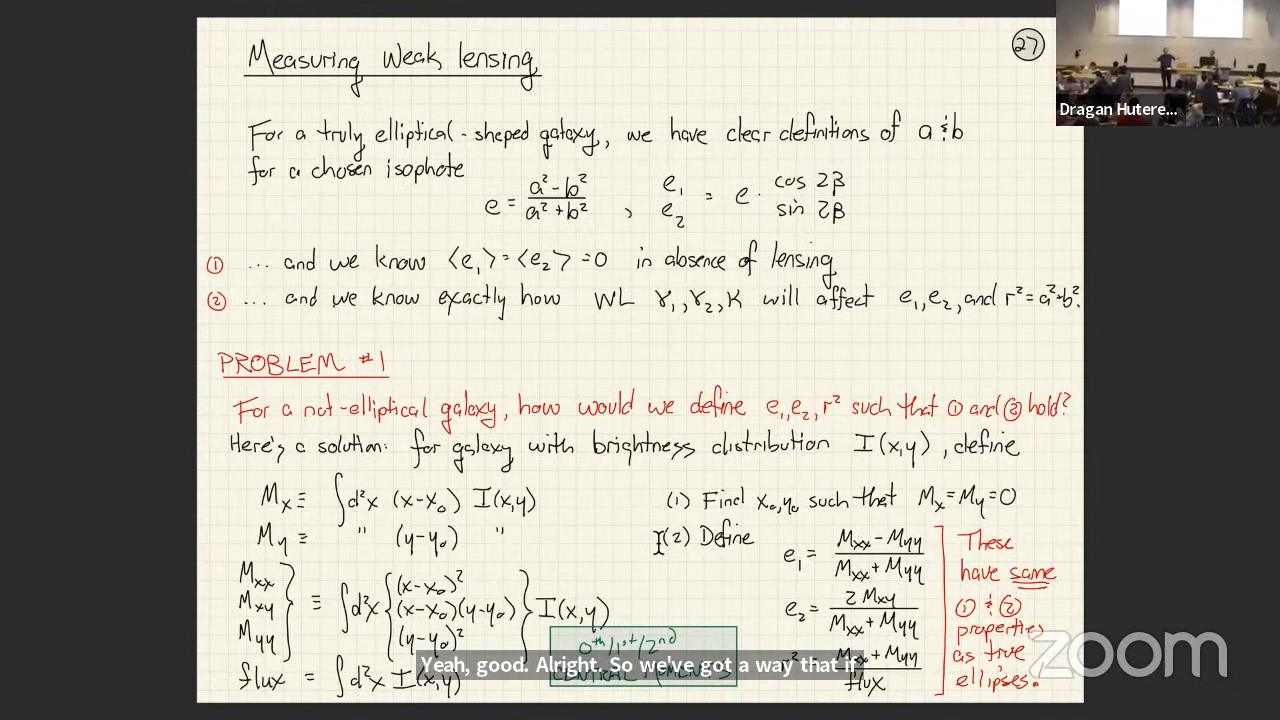 Measuring Weak lensing
27
Dragan Hutere...
For a truly elliptical-shaped galaxy, we have clear definitions of a & b
for a chosen isophote
e = a²-b² / a²+b² , e₁ e₂ = e · cos 2β sin 2β
① ... and we know <e₁> = <e₂> = 0 in absence of lensing
② ... and we know exactly how WL γ₁, γ₂, κ will affect e₁, e₂, and r² = a²+b².
PROBLEM #1
For a not-elliptical galaxy, how would we define e₁, e₂, r² such that ① and ② hold?
Here's a solution: for galaxy with brightness distribution I(x,y), define
Mx ≡ ∫d²x (x-x₀) I(x,y)
My ≡ " (y-y₀) "
Mxx Mxy Myy } ≡ ∫d²x { (x-x₀)² (x-x₀)(y-y₀) (y-y₀)² } I(x,y)
flux = ∫d²x I(x,y)
(1) Find x₀,y₀ such that Mx = My = 0
(2) Define
e₁ = Mxx - Myy / Mxx + Myy
e₂ = 2 Mxy / Mxx + Myy
Mxx + Myy / flux
These
have same
① & ②
properties
as true
ellipses!
0th/1st/2nd
CENTRAL
Yeah, good. Alright. So we've got a way that if
zoom